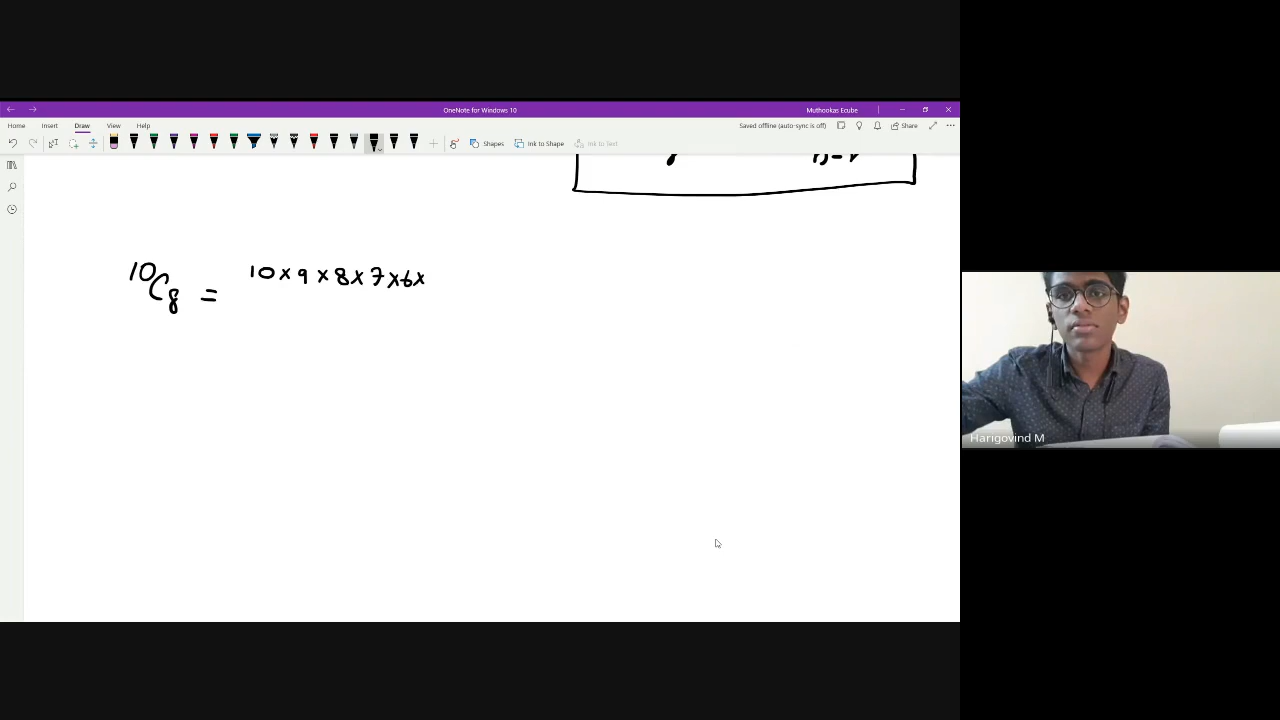 OneNote for Windows 10
Muthookas Ecube
Home Insert Draw View Help
Saved offline (auto-sync is off) Share
Shapes Ink to Shape Ink to Text
10C8 = 10 × 9 × 8 × 7 × 6 ×
Harigovind M